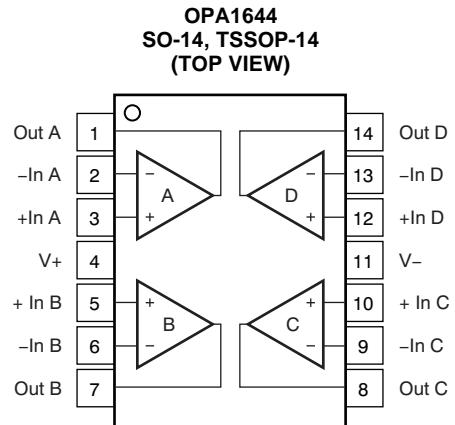 OPA1644
SO-14, TSSOP-14
(TOP VIEW)
Out A 1 14 Out D
−In A 2 − − 13 −In D
A D
+In A 3 + + 12 +In D
V+ 4 11 V−
+ In B 5 + + 10 + In C
B C
−In B 6 − − 9 −In C
Out B 7 8 Out C